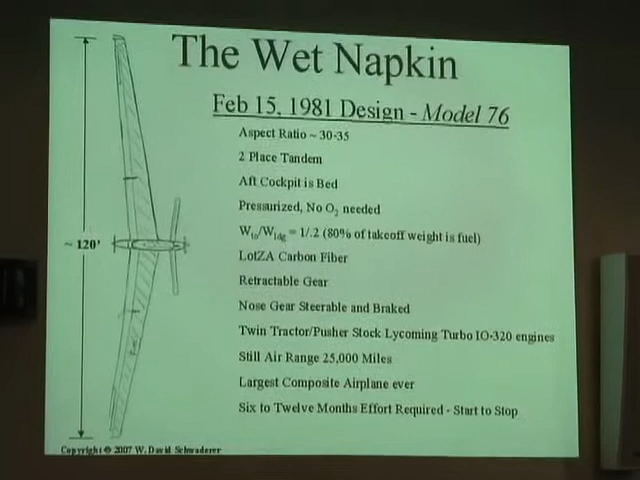 The Wet Napkin
Feb 15, 1981 Design - Model 76
Aspect Ratio ~ 30-35
2 Place Tandem
Aft Cockpit is Bed
Pressurized, No O₂ needed
Wto/Wldg = 1/.2 (80% of takeoff weight is fuel)
~ 120'
LotZA Carbon Fiber
Retractable Gear
Nose Gear Steerable and Braked
Twin Tractor/Pusher Stock Lycoming Turbo IO-320 engines
Still Air Range 25,000 Miles
Largest Composite Airplane ever
Six to Twelve Months Effort Required - Start to Stop
Copyright © 2007 W. David Schwaderer